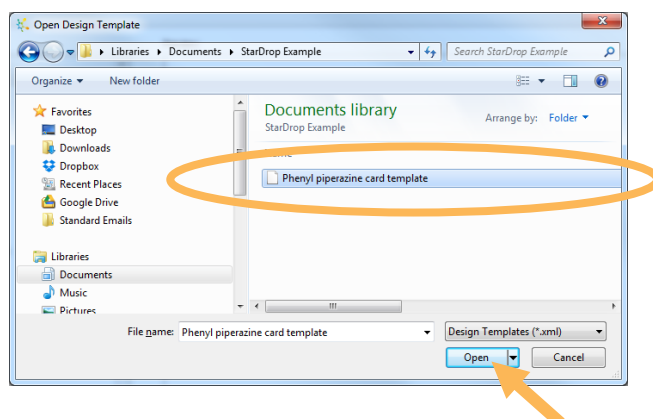 Open Design Template
Libraries Documents StarDrop Example
Search StarDrop Example
Organize New folder
Favorites
Desktop
Downloads
Dropbox
Recent Places
Google Drive
Standard Emails
Libraries
Documents
Music
Pictures
Documents library
StarDrop Example
Arrange by: Folder
Phenyl piperazine card template
File name: Phenyl piperazine card template
Design Templates (*.xml)
Open Cancel